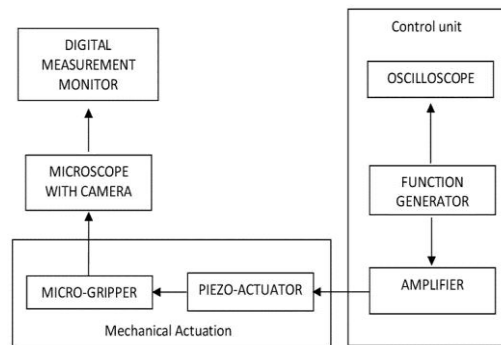 DIGITAL
MEASUREMENT
MONITOR
Control unit
OSCILLOSCOPE
MICROSCOPE
WITH CAMERA
FUNCTION
GENERATOR
MICRO-GRIPPER
PIEZO-ACTUATOR
AMPLIFIER
Mechanical Actuation